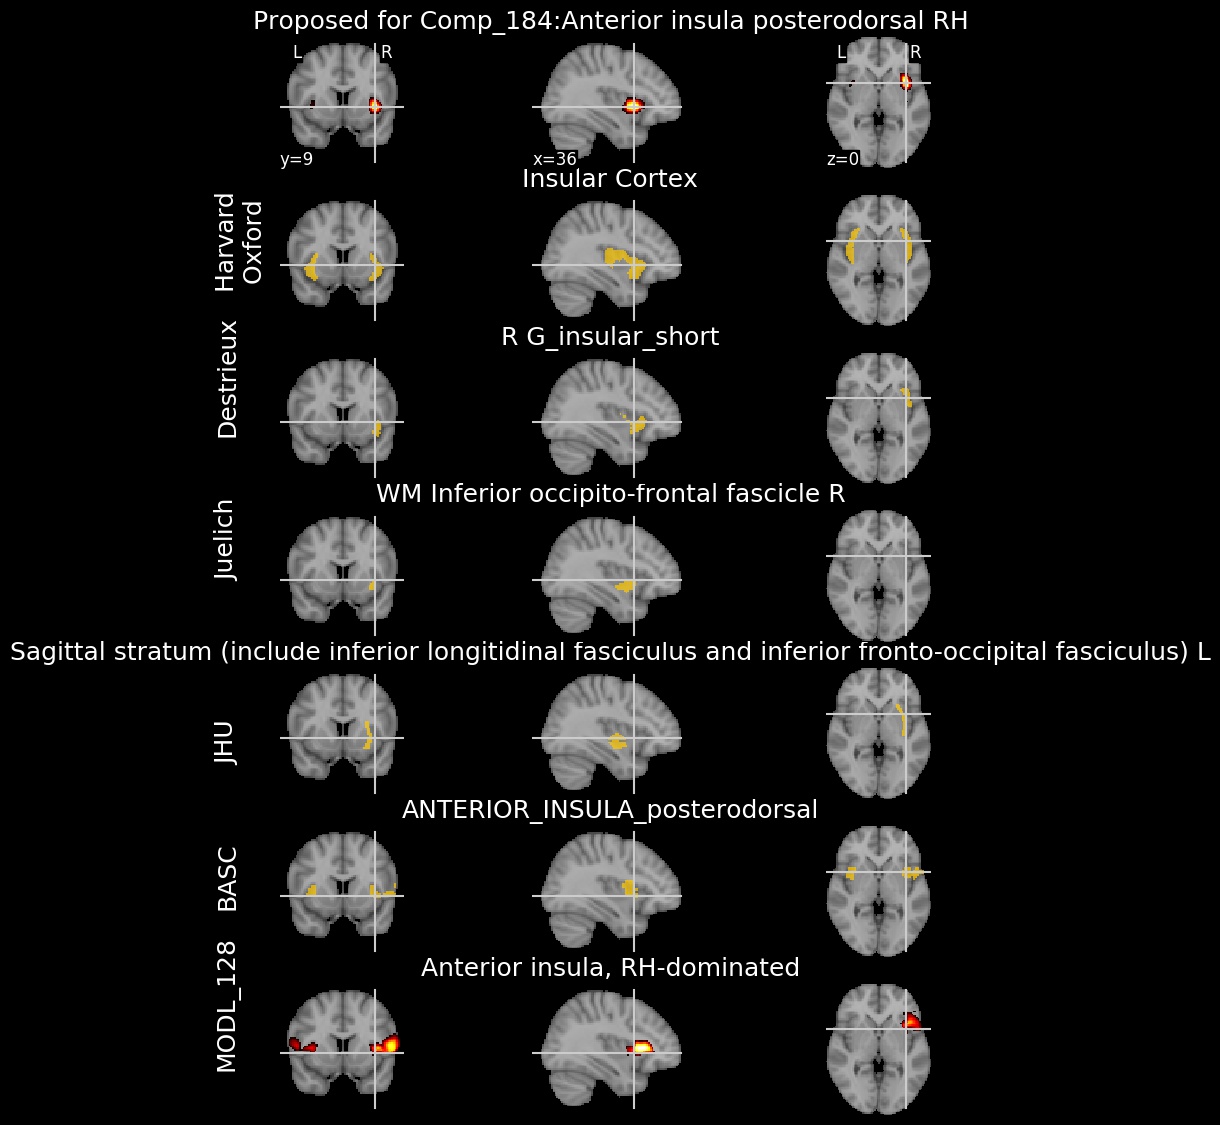 Proposed for Comp_184:Anterior insula posterodorsal RH
L R L R
y=9 x=36 z=0
Insular Cortex
Harvard
Oxford
R G_insular_short
Destrieux
WM Inferior occipito-frontal fascicle R
Juelich
Sagittal stratum (include inferior longitidinal fasciculus and inferior fronto-occipital fasciculus) L
JHU
ANTERIOR_INSULA_posterodorsal
BASC
Anterior insula, RH-dominated
MODL_128